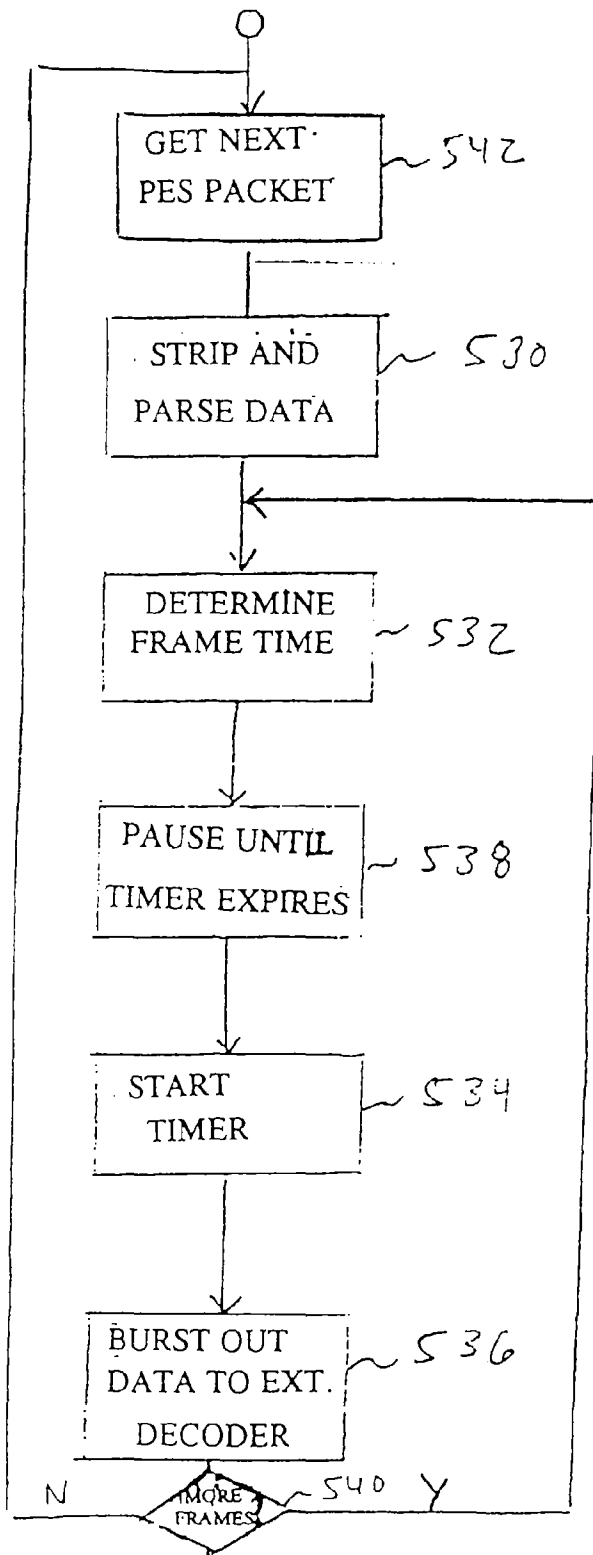 GET NEXT
PES PACKET
542
STRIP AND
PARSE DATA
530
DETERMINE
FRAME TIME
532
PAUSE UNTIL
TIMER EXPIRES
538
START
TIMER
534
BURST OUT
DATA TO EXT.
DECODER
536
N
MORE
FRAMES
540
Y